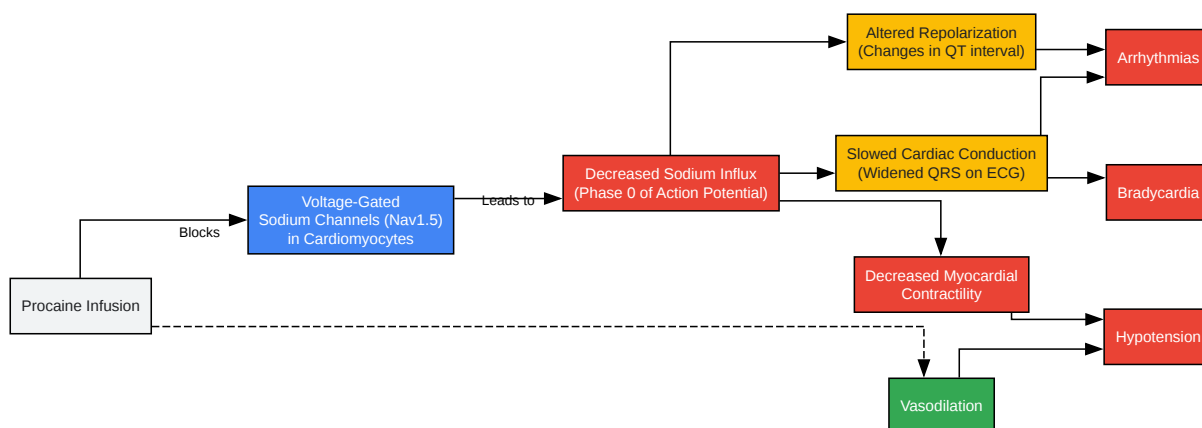 Procaine Infusion
Blocks
Voltage-Gated
Sodium Channels (Nav1.5)
in Cardiomyocytes
Leads to
Decreased Sodium Influx
(Phase 0 of Action Potential)
Altered Repolarization
(Changes in QT interval)
Slowed Cardiac Conduction
(Widened QRS on ECG)
Decreased Myocardial
Contractility
Vasodilation
Arrhythmias
Bradycardia
Hypotension